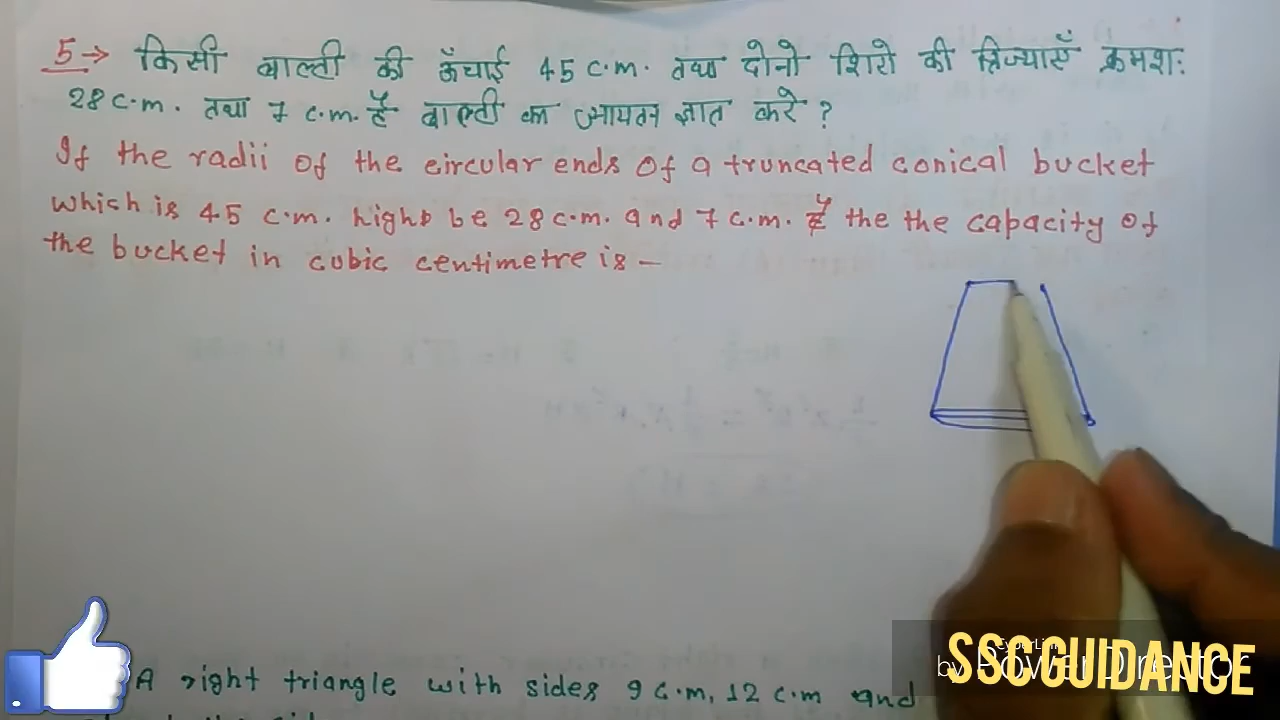 5→ किसी बाल्टी की ऊँचाई 45 c.m. तथा दोनो शिरो की त्रिज्याएँ क्रमशः
28 c.m. तथा 7 c.m. है बाल्टी का आयतन ज्ञात करे ?
If the radii of the circular ends of a truncated conical bucket
which is 45 c.m. high be 28 c.m. and 7 c.m. the the capacity of
the bucket in cubic centimetre is —
A right triangle with sides 9 c.m, 12 c.m and
SSCGUIDANCE
by PowerDirector